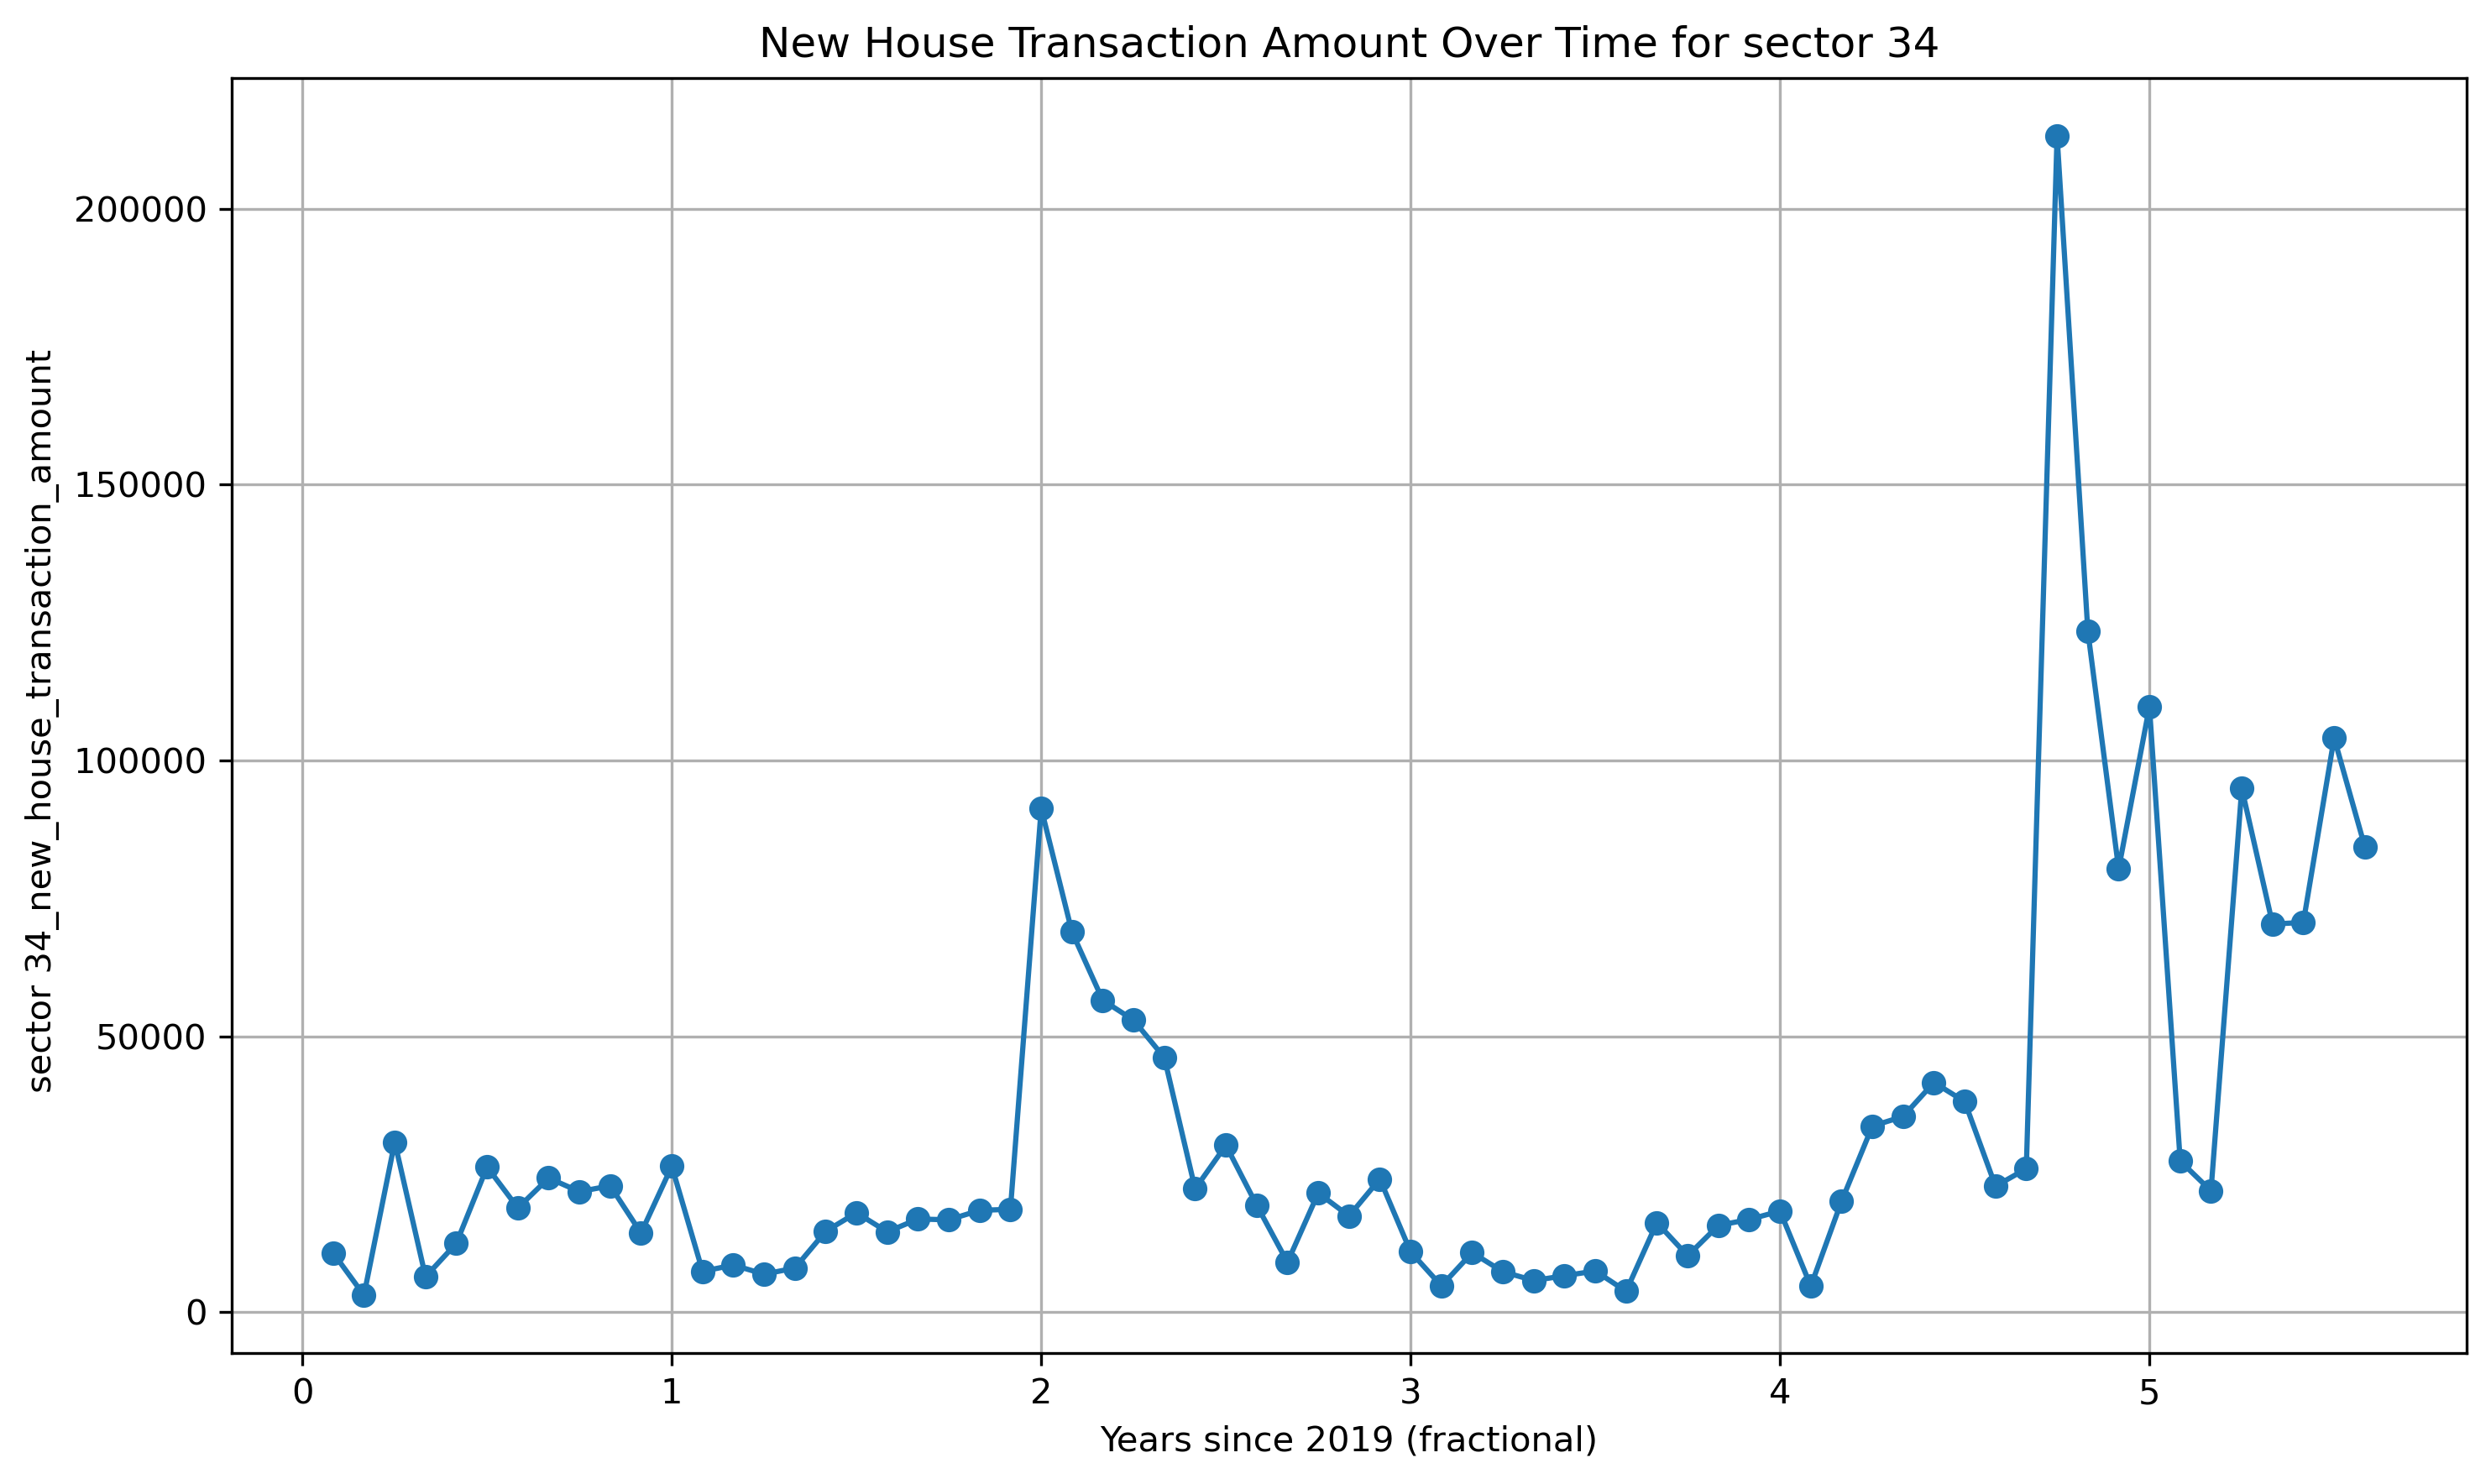 New House Transaction Amount Over Time for sector 34
sector 34_new_house_transaction_amount
200000
150000
100000
50000
0
0 1 2 3 4 5
Years since 2019 (fractional)